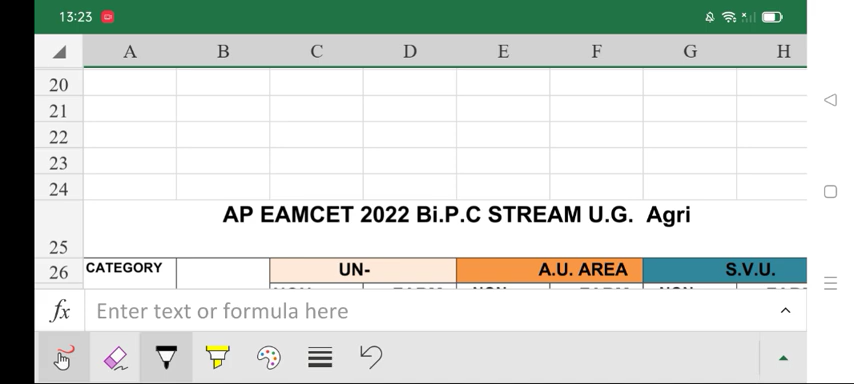 13:23
A B C D E F G H
20
21
22
23
24
AP EAMCET 2022 Bi.P.C STREAM U.G. Agri
25
26 CATEGORY UN- A.U. AREA S.V.U.
fx Enter text or formula here